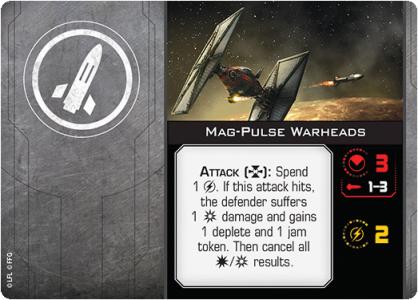 MAG-PULSE WARHEADS
ATTACK ( ): Spend
1 . If this attack hits,
the defender suffers
1 damage and gains
1 deplete and 1 jam
token. Then cancel all
/ results.
3
1–3
2
© LFL © FFG